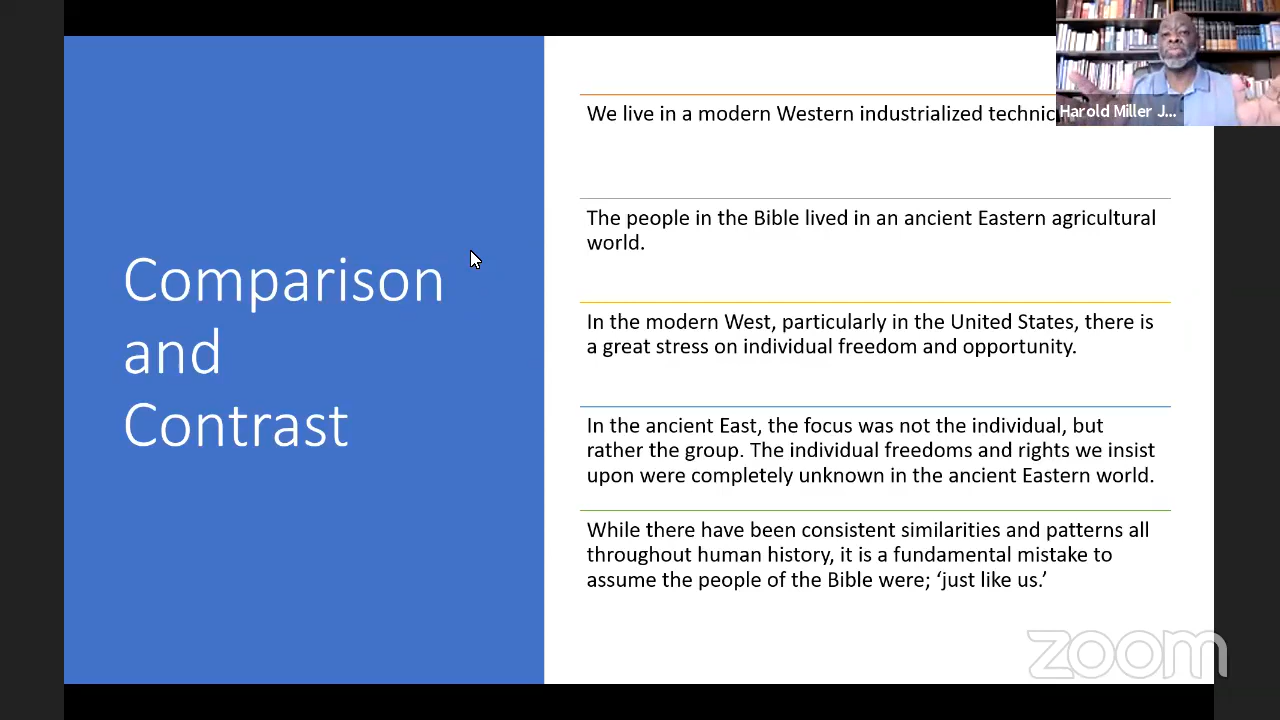 We live in a modern Western industrialized
Harold Miller J...
The people in the Bible lived in an ancient Eastern agricultural
world.
Comparison
and
Contrast
In the modern West, particularly in the United States, there is
a great stress on individual freedom and opportunity.
In the ancient East, the focus was not the individual, but
rather the group. The individual freedoms and rights we insist
upon were completely unknown in the ancient Eastern world.
While there have been consistent similarities and patterns all
throughout human history, it is a fundamental mistake to
assume the people of the Bible were; ‘just like us.’
zoom